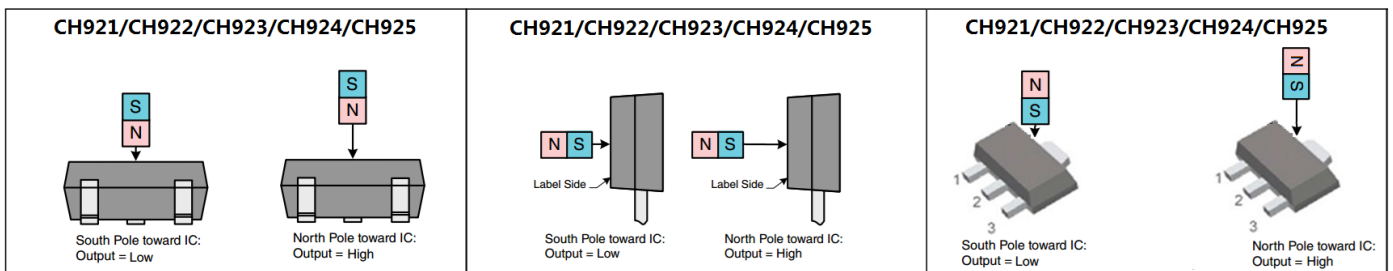 CH921/CH922/CH923/CH924/CH925
S
N
S
N
South Pole toward IC:
Output = Low
North Pole toward IC:
Output = High
CH921/CH922/CH923/CH924/CH925
N S
N S
Label Side
Label Side
South Pole toward IC:
Output = Low
North Pole toward IC:
Output = High
CH921/CH922/CH923/CH924/CH925
N
S
N
S
1
2
3
1
2
3
South Pole toward IC:
Output = Low
North Pole toward IC:
Output = High